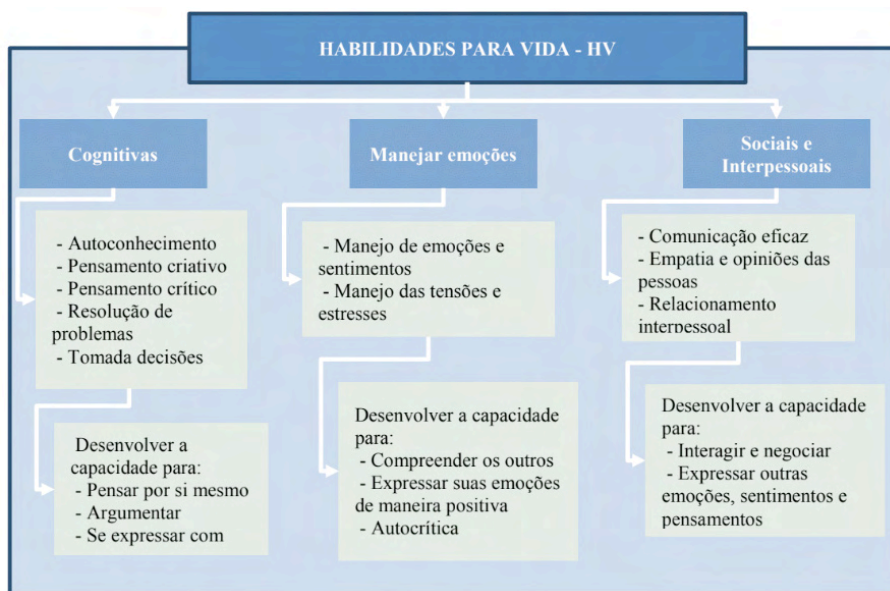 HABILIDADES PARA VIDA - HV
Cognitivas
- Autoconhecimento
- Pensamento criativo
- Pensamento crítico
- Resolução de
problemas
- Tomada decisões
Desenvolver a
capacidade para:
- Pensar por si mesmo
- Argumentar
- Se expressar com
Manejar emoções
- Manejo de emoções e
sentimentos
- Manejo das tensões e
estresses
Desenvolver a capacidade
para:
- Compreender os outros
- Expressar suas emoções
de maneira positiva
- Autocrítica
Sociais e
Interpessoais
- Comunicação eficaz
- Empatia e opiniões das
pessoas
- Relacionamento
interpessoal
Desenvolver a capacidade
para:
- Interagir e negociar
- Expressar outras
emoções, sentimentos e
pensamentos